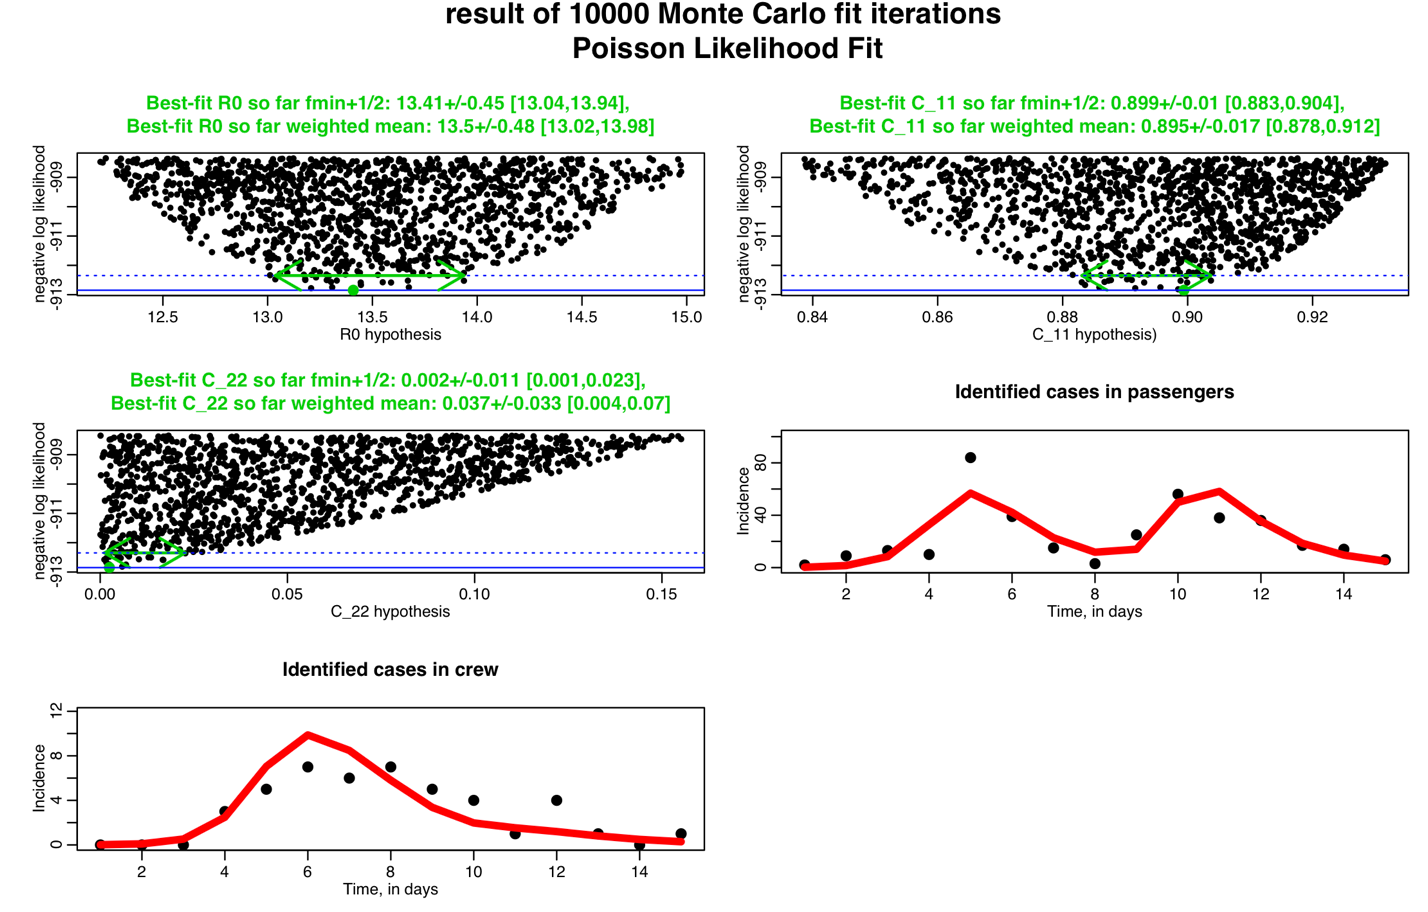 result of 10000 Monte Carlo fit iterations
Poisson Likelihood Fit
Best-fit R0 so far fmin+1/2: 13.41+/-0.45 [13.04,13.94],
Best-fit R0 so far weighted mean: 13.5+/-0.48 [13.02,13.98]
negative log likelihood
-909
-911
-913
12.5 13.0 13.5 14.0 14.5 15.0
R0 hypothesis
Best-fit C_11 so far fmin+1/2: 0.899+/-0.01 [0.883,0.904],
Best-fit C_11 so far weighted mean: 0.895+/-0.017 [0.878,0.912]
negative log likelihood
-909
-911
-913
0.84 0.86 0.88 0.90 0.92
C_11 hypothesis)
Best-fit C_22 so far fmin+1/2: 0.002+/-0.011 [0.001,0.023],
Best-fit C_22 so far weighted mean: 0.037+/-0.033 [0.004,0.07]
negative log likelihood
-909
-911
-913
0.00 0.05 0.10 0.15
C_22 hypothesis
Identified cases in passengers
Incidence
80
40
0
2 4 6 8 10 12 14
Time, in days
Identified cases in crew
Incidence
12
8
4
0
2 4 6 8 10 12 14
Time, in days